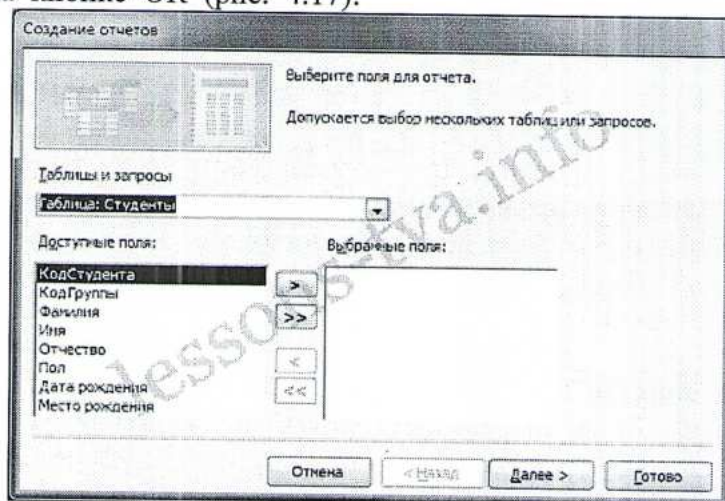 кнопке ОК (рис. 4.17).
Создание отчетов
Выберите поля для отчета.
Допускается выбор нескольких таблиц или запросов.
Таблицы и запросы
Таблица: Студенты
Доступные поля:
Выбранные поля:
КодСтудента
КодГруппы
Фамилия
Имя
Отчество
Пол
Дата рождения
Место рождения
>
>>
<
<<
Отмена
< Назад
Далее >
Готово
lessons-tva.info